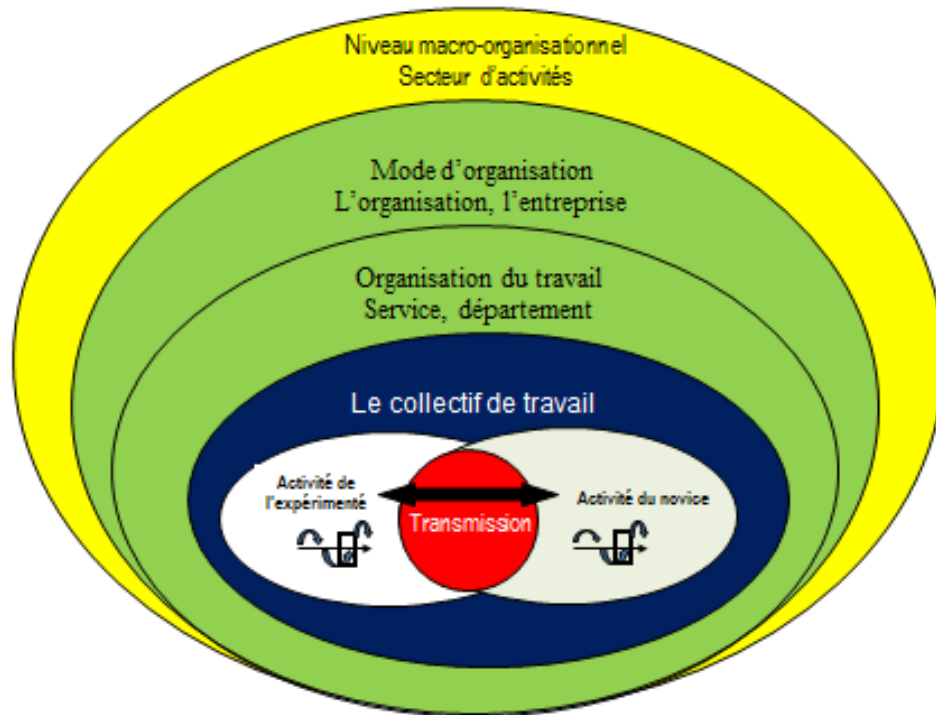 Niveau macro-organisationnel
Secteur d'activités
Mode d'organisation
L'organisation, l'entreprise
Organisation du travail
Service, département
Le collectif de travail
Activité de
l'expérimenté
Transmission
Activité du novice